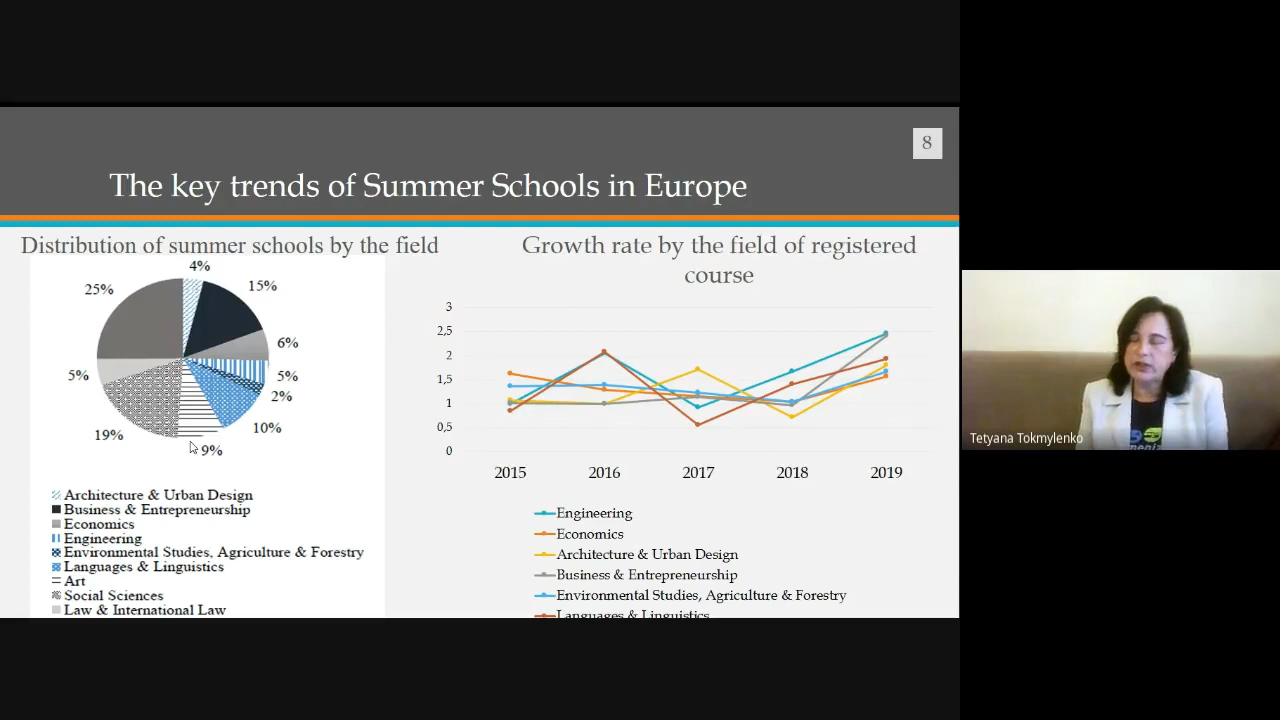 8
The key trends of Summer Schools in Europe
Distribution of summer schools by the field
4%
15%
25%
6%
5%
5%
2%
10%
19%
9%
Architecture & Urban Design
Business & Entrepreneurship
Economics
Engineering
Environmental Studies, Agriculture & Forestry
Languages & Linguistics
Art
Social Sciences
Law & International Law
Growth rate by the field of registered
course
3
2,5
2
1,5
1
0,5
0
2015 2016 2017 2018 2019
Engineering
Economics
Architecture & Urban Design
Business & Entrepreneurship
Environmental Studies, Agriculture & Forestry
Languages & Linguistics
Tetyana Tokmylenko